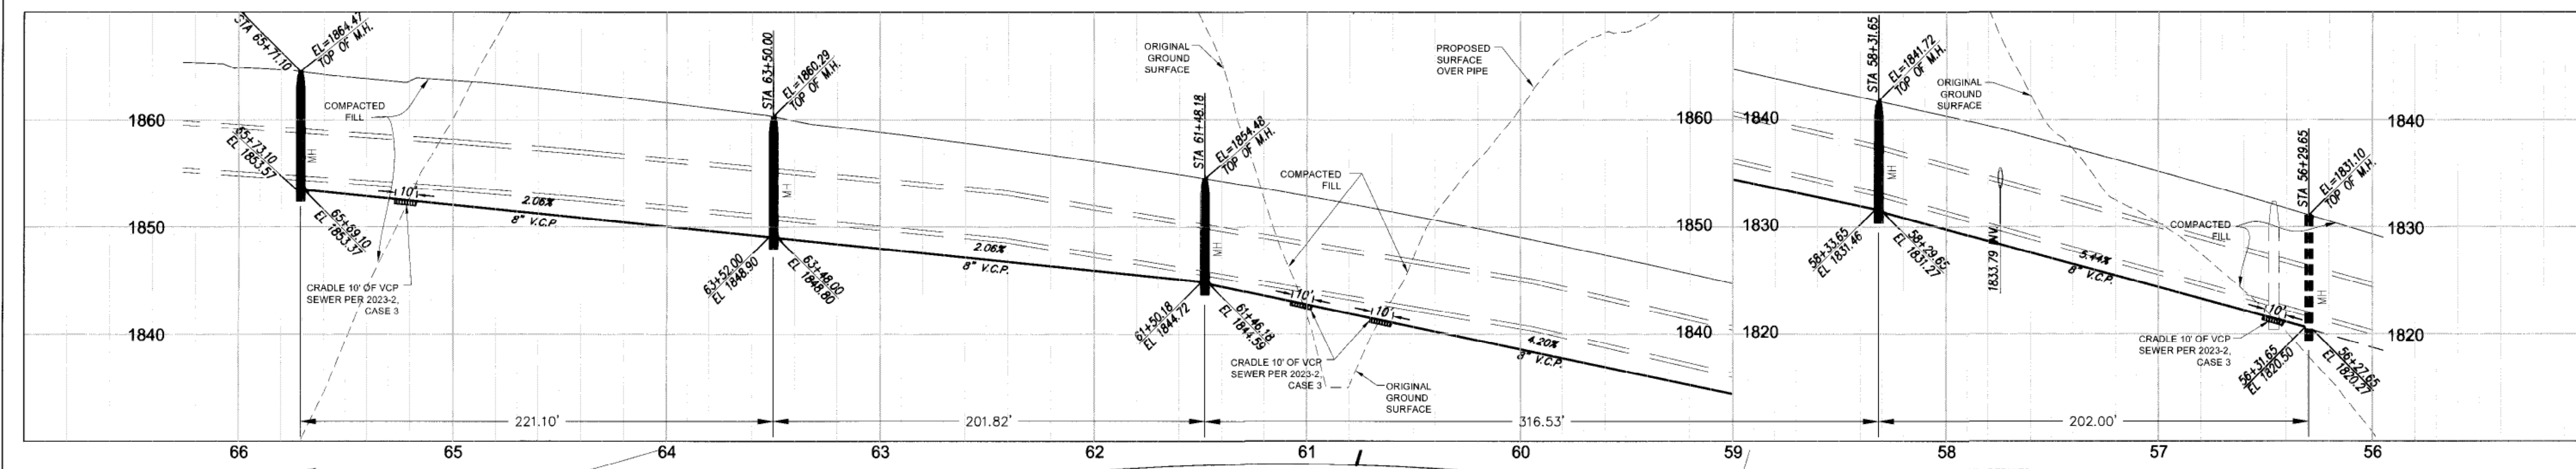 STA 65+71.10
EL=1864.47
TOP OF M.H.
STA 63+50.00
EL=1860.29
TOP OF M.H.
ORIGINAL
GROUND
SURFACE
PROPOSED
SURFACE
OVER PIPE
STA 58+31.65
EL=1841.72
TOP OF M.H.
ORIGINAL
GROUND
SURFACE
COMPACTED
FILL
STA 61+48.18
EL=1854.48
TOP OF M.H.
STA 56+29.65
EL=1831.10
TOP OF M.H.
1860
1860
1840
1840
65+73.10
EL 1853.57
MH
MH
MH
MH
MH
COMPACTED
FILL
10'
2.06%
8" V.C.P.
65+69.10
EL 1853.37
1850
1850
1830
1830
COMPACTED
FILL
2.06%
8" V.C.P.
63+52.00
EL 1848.90
63+48.00
EL 1848.80
58+33.65
EL 1831.46
58+29.65
EL 1831.27
1833.79 INV
5.44%
8" V.C.P.
CRADLE 10' OF VCP
SEWER PER 2023-2,
CASE 3
10'
10'
10'
61+50.18
EL 1844.72
61+46.18
EL 1844.59
1840
1840
1820
1820
4.20%
8" V.C.P.
CRADLE 10' OF VCP
SEWER PER 2023-2,
CASE 3
CRADLE 10' OF VCP
SEWER PER 2023-2,
CASE 3
56+31.65
EL 1820.50
56+27.65
EL 1820.27
ORIGINAL
GROUND
SURFACE
221.10'
201.82'
316.53'
202.00'
66
65
64
63
62
61
60
59
58
57
56